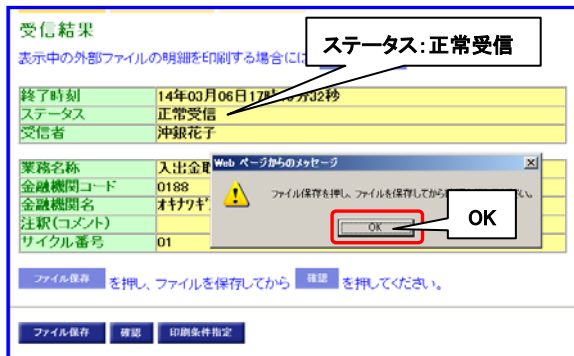 受信結果
ステータス：正常受信
表示中の外部ファイルの明細を印刷する場合には
終了時刻 14年03月06日17時 分32秒
ステータス 正常受信
受信者 沖銀花子
業務名称 入出金
Web ページからのメッセージ
金融機関コード 0188
ファイル保存を押し、ファイルを保存してから い。
金融機関名 オキナワギ
注釈(コメント)
OK
OK
サイクル番号 01
ファイル保存 を押し、ファイルを保存してから 確認 を押してください。
ファイル保存 確認 印刷条件指定